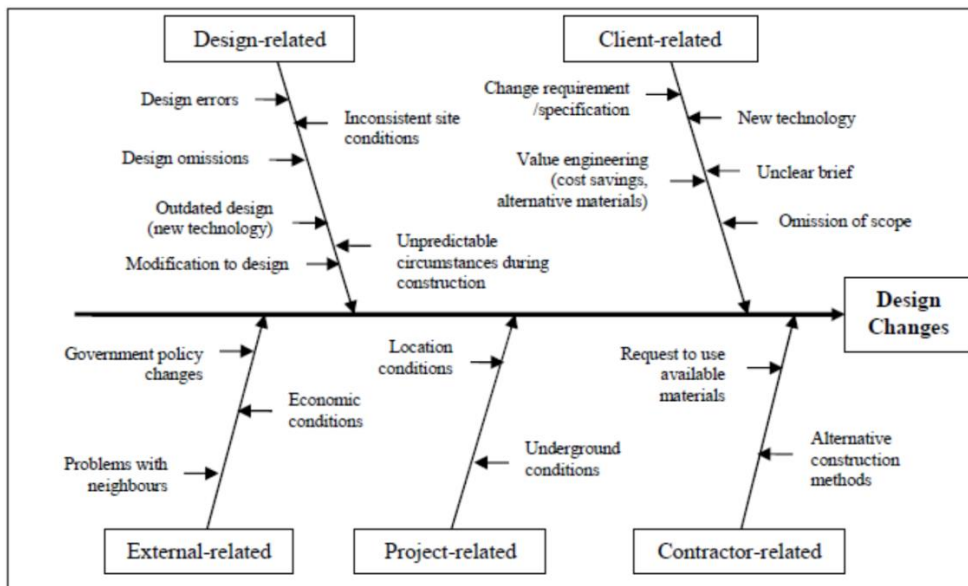 Design-related
Client-related
Design errors
Inconsistent site
conditions
Design omissions
Outdated design
(new technology)
Modification to design
Unpredictable
circumstances during
construction
Change requirement
/specification
New technology
Value engineering
(cost savings,
alternative materials)
Unclear brief
Omission of scope
Design
Changes
Government policy
changes
Economic
conditions
Problems with
neighbours
Location
conditions
Underground
conditions
Request to use
available
materials
Alternative
construction
methods
External-related
Project-related
Contractor-related